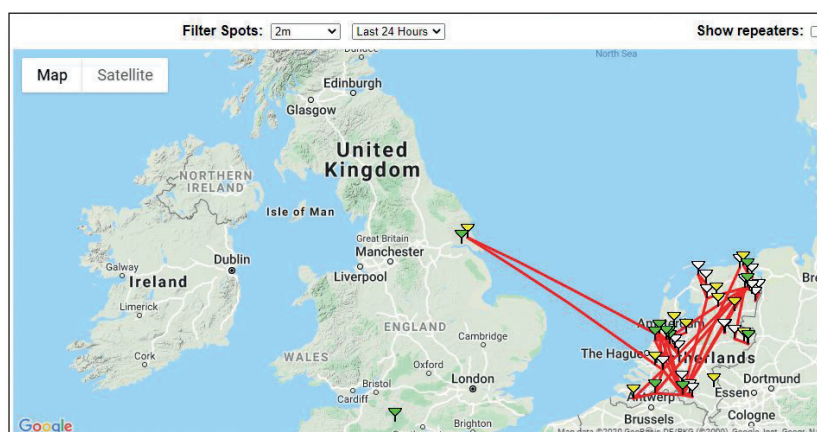 Filter Spots: 2m Last 24 Hours Show repeaters:
Map Satellite
North Sea
Dundee
Edinburgh
Glasgow
United
Kingdom
NORTHERN
IRELAND
Isle of Man
Great Britain
Manchester
Dublin
Galway
Ireland
Liverpool
Limerick
ENGLAND
Cambridge
The Hague
Cork
WALES
Oxford
Dortmund
Bristol
London
Essen
Cardiff
Antwerp
Brighton
Brussels
Cologne
Google